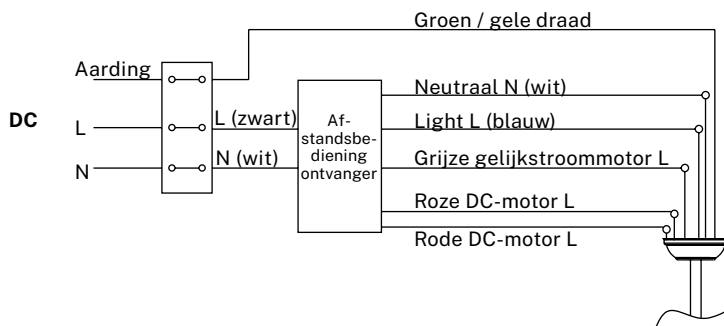 Groen / gele draad
Aarding
DC
L
N
L (zwart)
N (wit)
Af-
standsbe-
diening
ontvanger
Neutraal N (wit)
Light L (blauw)
Grijze gelijkstroommotor L
Roze DC-motor L
Rode DC-motor L